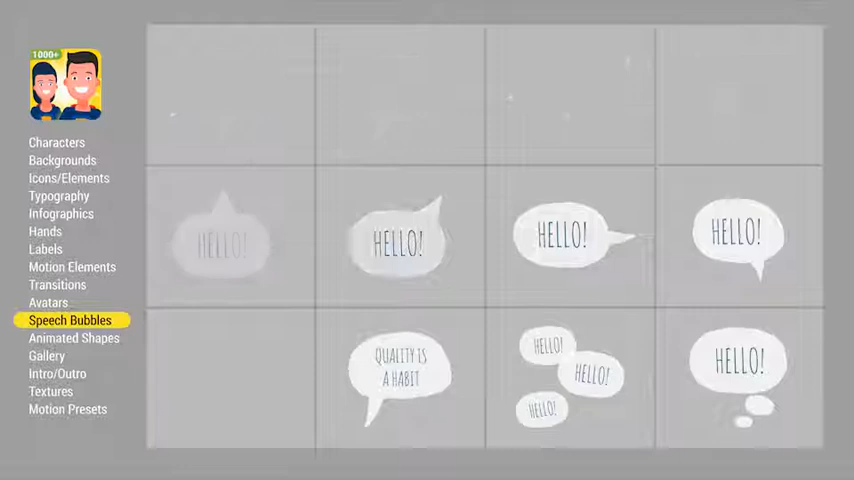 1000+
Characters
Backgrounds
Icons/Elements
Typography
Infographics
Hands
Labels
Motion Elements
Transitions
Avatars
Speech Bubbles
Animated Shapes
Gallery
Intro/Outro
Textures
Motion Presets
HELLO!
HELLO!
HELLO!
HELLO!
QUALITY IS
A HABIT
HELLO!
HELLO!
HELLO!
HELLO!